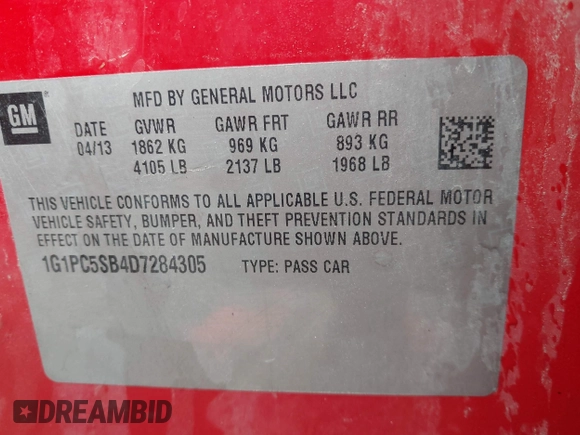 GM
MFD BY GENERAL MOTORS LLC
DATE GVWR GAWR FRT GAWR RR
04/13 1862 KG 969 KG 893 KG
4105 LB 2137 LB 1968 LB
THIS VEHICLE CONFORMS TO ALL APPLICABLE U.S. FEDERAL MOTOR
VEHICLE SAFETY, BUMPER, AND THEFT PREVENTION STANDARDS IN
EFFECT ON THE DATE OF MANUFACTURE SHOWN ABOVE.
1G1PC5SB4D7284305 TYPE: PASS CAR
DREAMBID